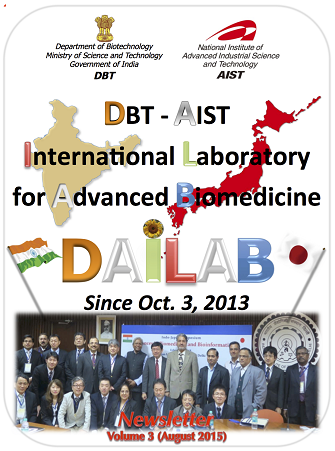 Department of Biotechnology
Ministry of Science and Technology
Government of India
DBT
National Institute of
Advanced Industrial Science
and Technology
AIST
DBT - AIST
International Laboratory
for Advanced Biomedicine
DAILAB
Since Oct. 3, 2013
Newsletter
Volume 3 (August 2015)